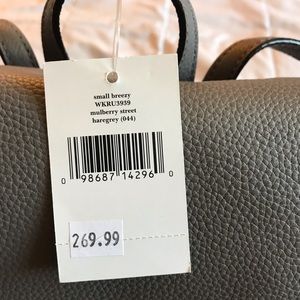 small breezy
WKRU3939
mulberry street
haregrey (044)
0 98687 14296 0
269.99